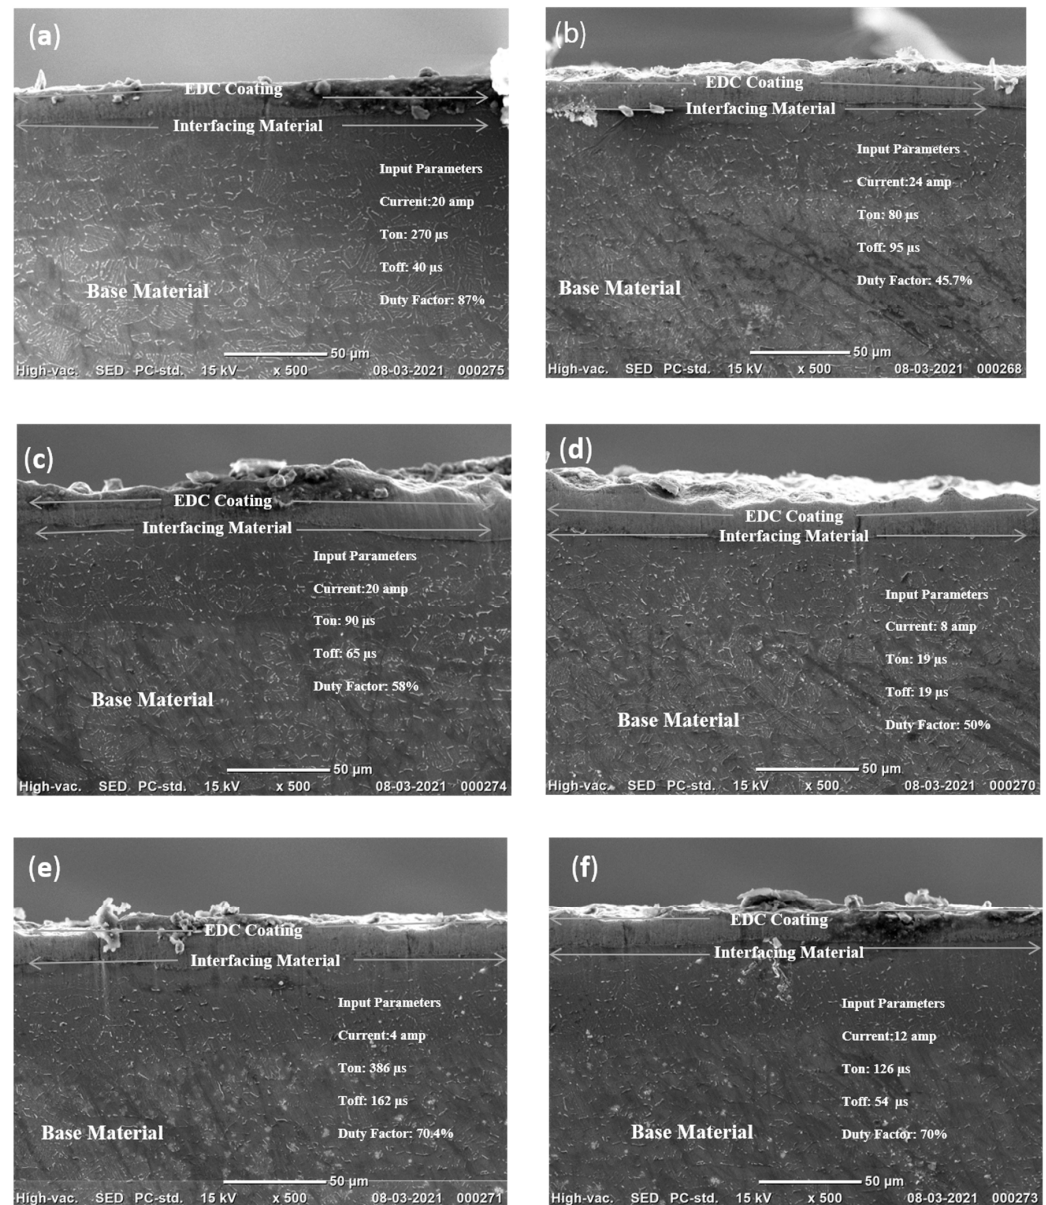 (a)
EDC Coating
Interfacing Material
Input Parameters
Current:20 amp
Ton: 270 µs
Toff: 40 µs
Base Material
Duty Factor: 87%
50 µm
High-vac. SED PC-std. 15 kV x 500 08-03-2021 000275
(b)
EDC Coating
Interfacing Material
Input Parameters
Current:24 amp
Ton: 80 µs
Toff: 95 µs
Base Material
Duty Factor: 45.7%
50 µm
High-vac. SED PC-std. 15 kV x 500 08-03-2021 000268
(c)
EDC Coating
Interfacing Material
Input Parameters
Current:20 amp
Ton: 90 µs
Toff: 65 µs
Duty Factor: 58%
Base Material
50 µm
High-vac. SED PC-std. 15 kV x 500 08-03-2021 000274
(d)
EDC Coating
Interfacing Material
Input Parameters
Current: 8 amp
Ton: 19 µs
Toff: 19 µs
Base Material
Duty Factor: 50%
50 µm
High-vac. SED PC-std. 15 kV x 500 08-03-2021 000270
(e)
EDC Coating
Interfacing Material
Input Parameters
Current:4 amp
Ton: 386 µs
Toff: 162 µs
Base Material
Duty Factor: 70.4%
50 µm
High-vac. SED PC-std. 15 kV x 500 08-03-2021 000271
(f)
EDC Coating
Interfacing Material
Input Parameters
Current:12 amp
Ton: 126 µs
Toff: 54 µs
Base Material
Duty Factor: 70%
50 µm
High-vac. SED PC-std. 15 kV x 500 08-03-2021 000273